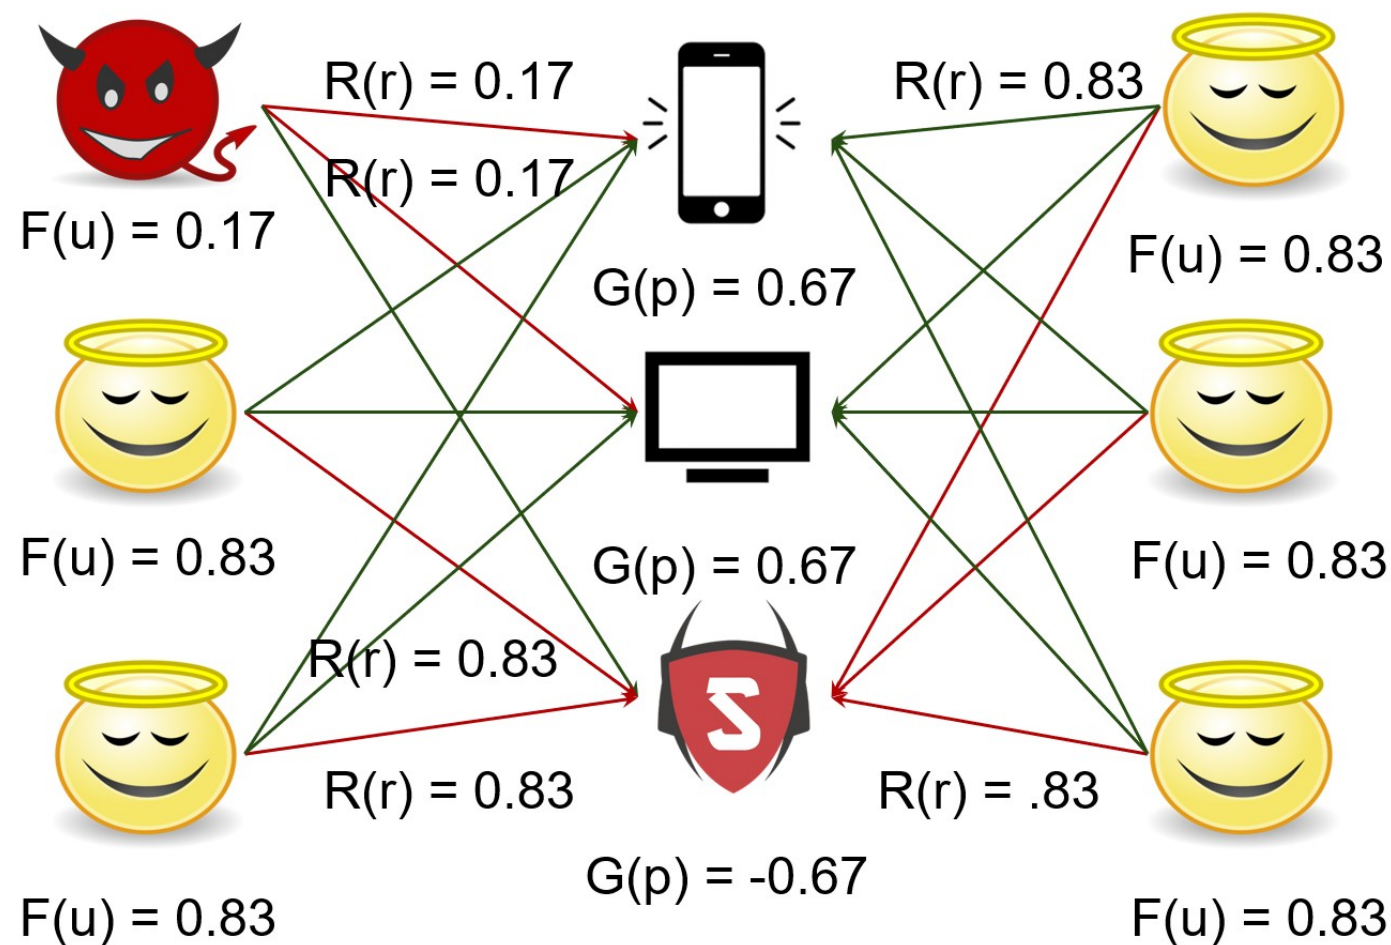 R(r) = 0.17
R(r) = 0.83
R(r) = 0.17
F(u) = 0.17
F(u) = 0.83
G(p) = 0.67
F(u) = 0.83
F(u) = 0.83
G(p) = 0.67
R(r) = 0.83
S
R(r) = 0.83
R(r) = .83
G(p) = -0.67
F(u) = 0.83
F(u) = 0.83